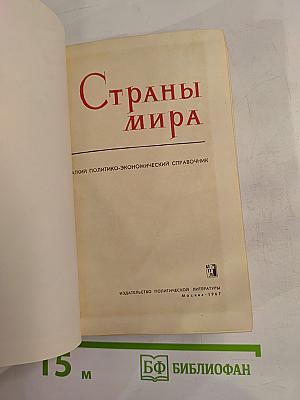 Страны
мира
ПОЛИТИКО-ЭКОНОМИЧЕСКИЙ СПРАВОЧНИК
ИЗДАТЕЛЬСТВО ПОЛИТИЧЕСКОЙ ЛИТЕРАТУРЫ
Москва • 1967
15 м
БФ БИБЛИОФАН